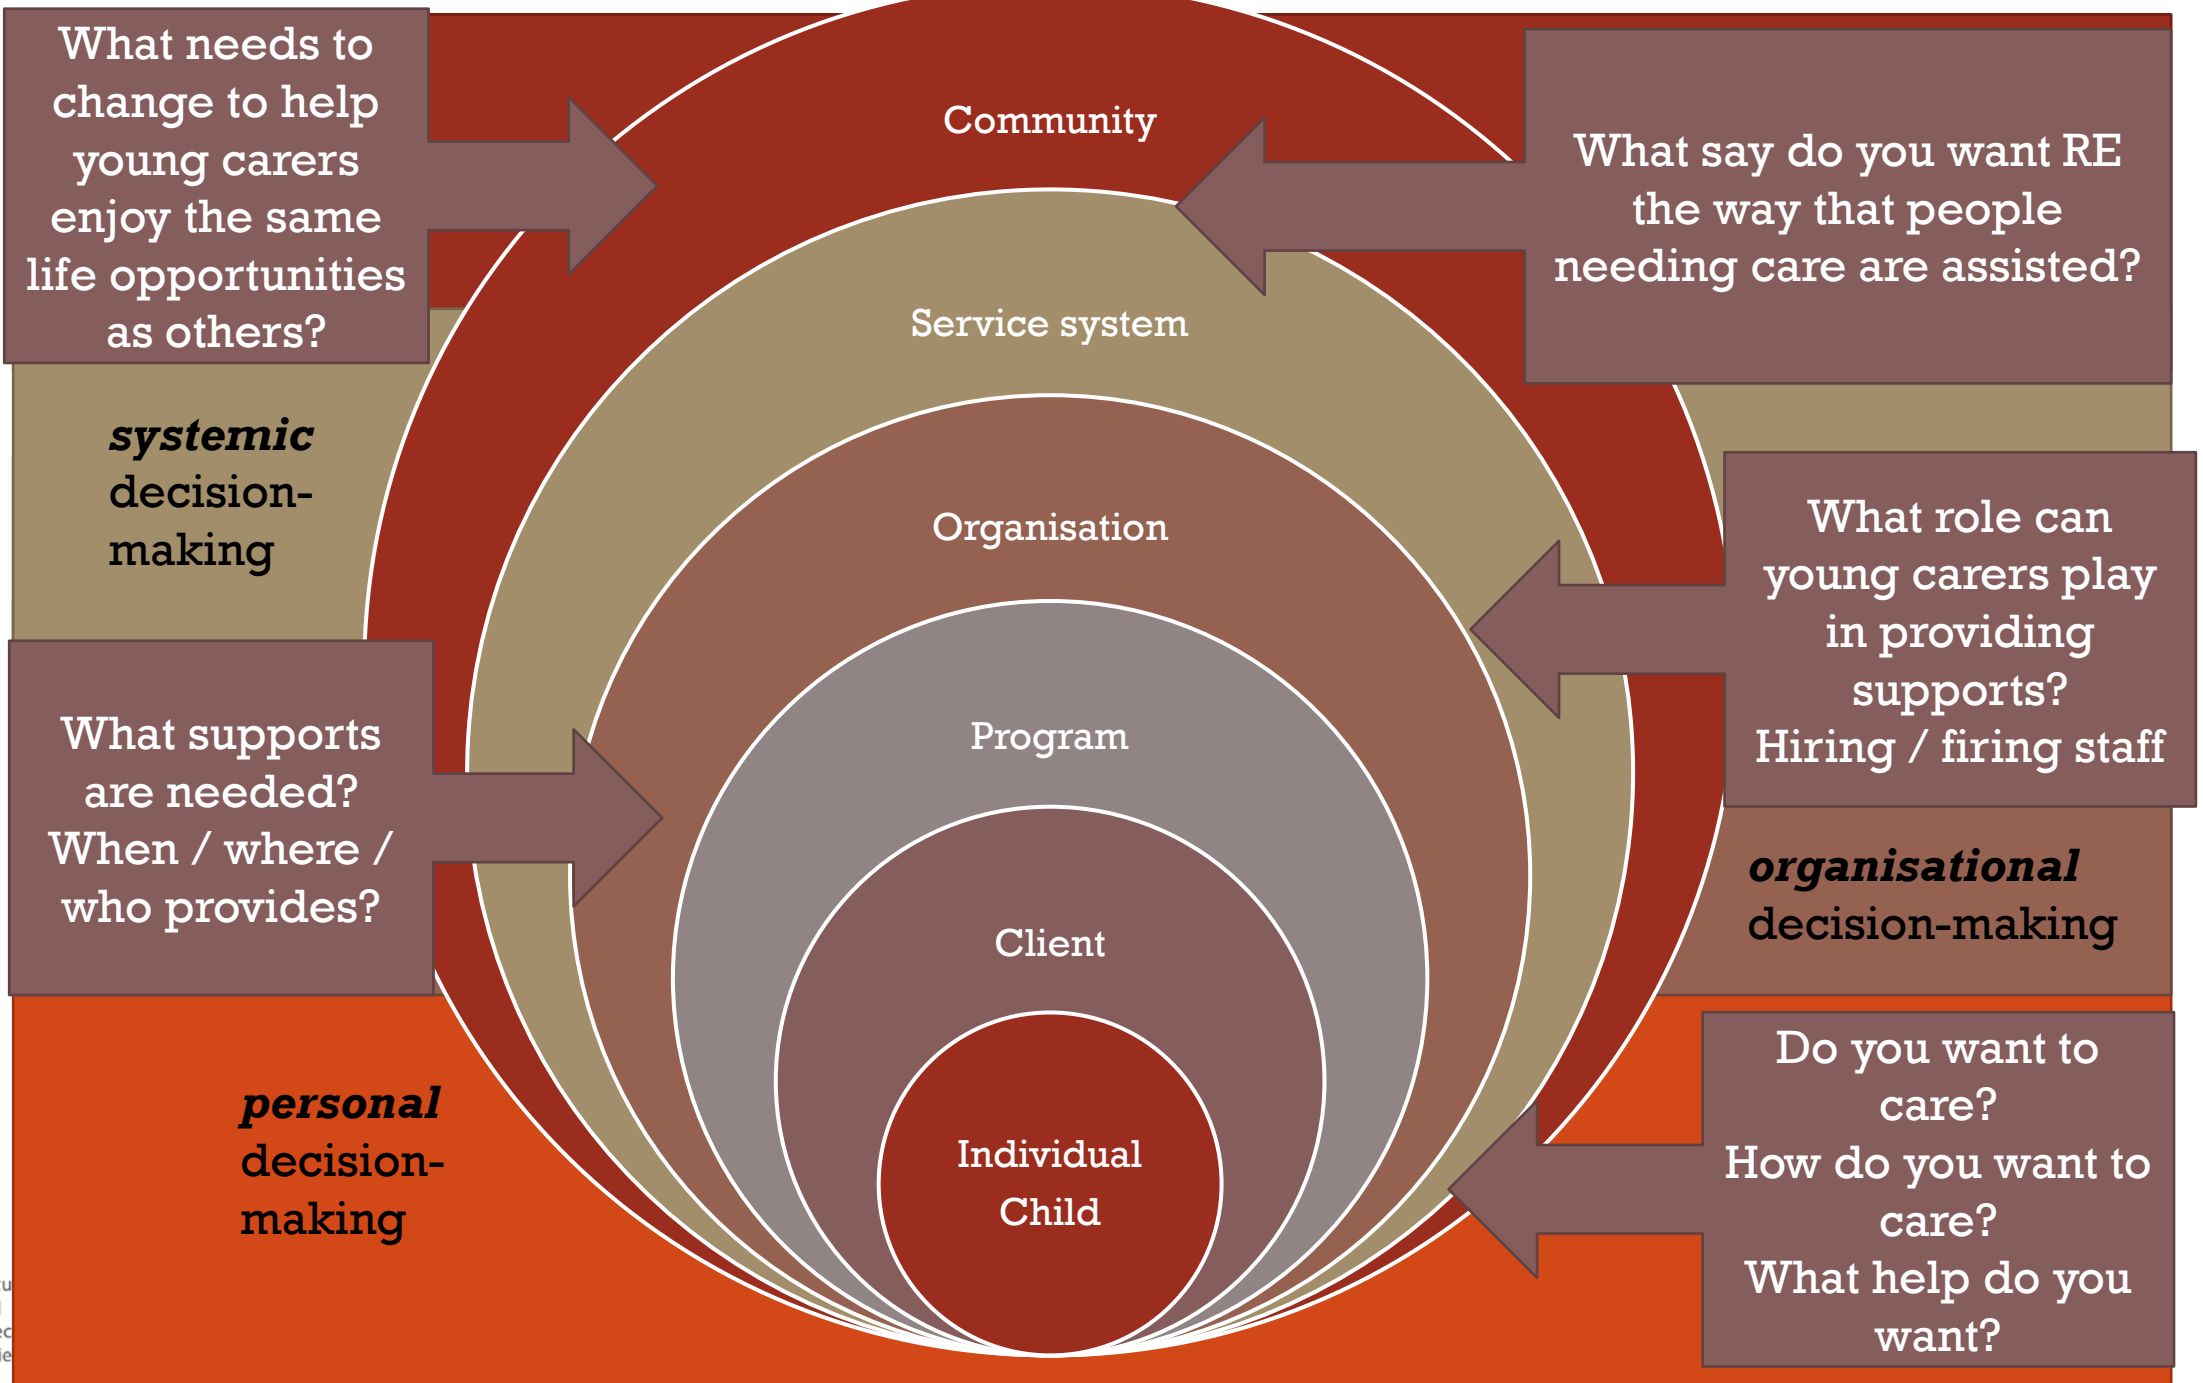 What needs to
change to help
young carers
enjoy the same
life opportunities
as others?
Community
What say do you want RE
the way that people
needing care are assisted?
Service system
systemic
decision-
making
Organisation
What role can
young carers play
in providing
supports?
Hiring / firing staff
What supports
are needed?
When / where /
who provides?
Program
organisational
decision-making
Client
personal
decision-
making
Individual
Child
Do you want to
care?
How do you want to
care?
What help do you
want?